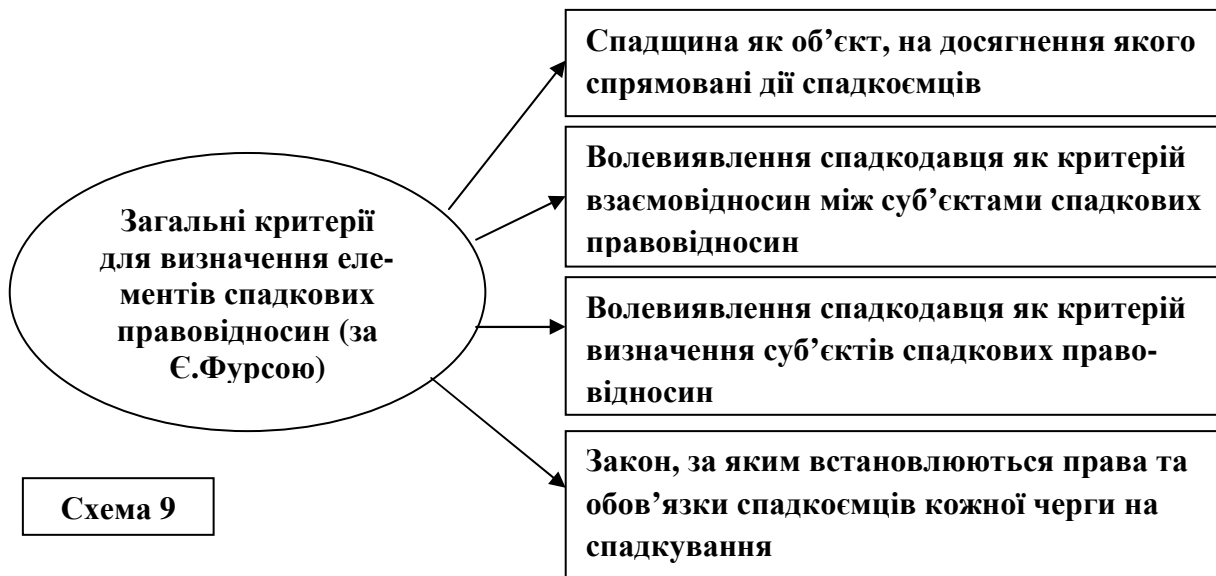 Спадщина як об’єкт, на досягнення якого
спрямовані дії спадкоємців
Волевиявлення спадкодавця як критерій
взаємовідносин між суб’єктами спадкових
правовідносин
Загальні критерії
для визначення еле-
ментів спадкових
правовідносин (за
Є.Фурсою)
Волевиявлення спадкодавця як критерій
визначення суб’єктів спадкових право-
відносин
Закон, за яким встановлюються права та
обов’язки спадкоємців кожної черги на
спадкування
Схема 9